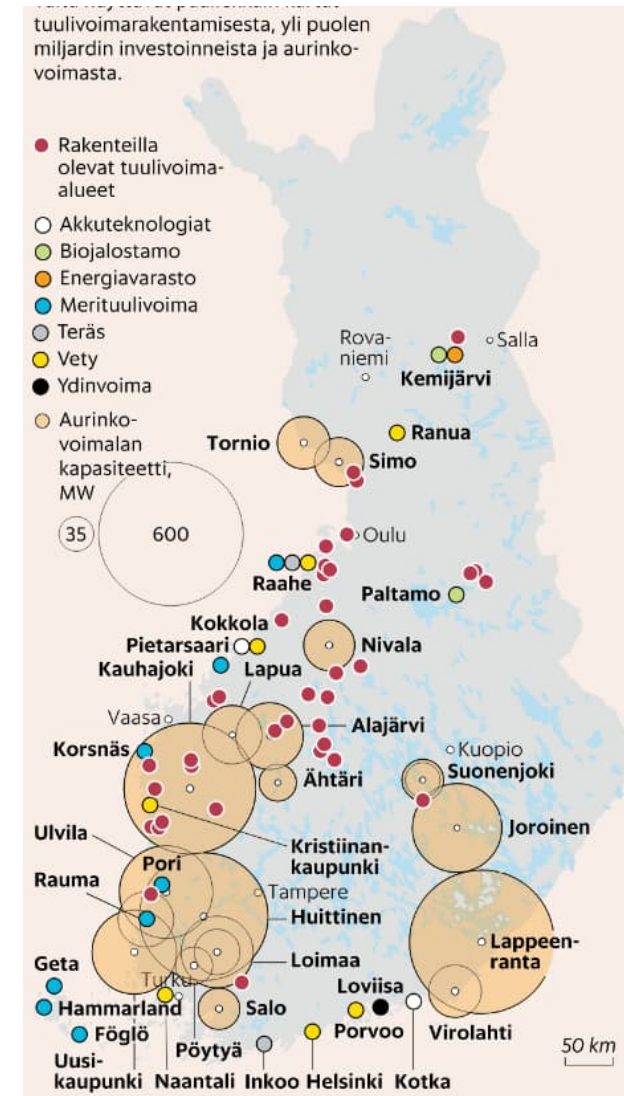 tuulivoimarakentamisesta, yli puolen
miljardin investoinneista ja aurinko-
voimasta.
Rakenteilla
olevat tuulivoima-
alueet
Akkuteknologiat
Biojalostamo
Energiavarasto
Merituulivoima
Teräs
Vety
Ydinvoima
Aurinko-
voimalan
kapasiteetti,
MW
35
600
Rova-
niemi
Salla
Kemijärvi
Ranua
Tornio
Simo
Oulu
Raahe
Paltamo
Kokkola
Pietarsaari
Nivala
Kauhajoki
Lapua
Vaasa
Alajärvi
Korsnäs
Kuopio
Suonenjoki
Ähtäri
Joroinen
Ulvila
Kristiinan-
kaupunki
Pori
Rauma
Tampere
Huittinen
Lappeen-
ranta
Loimaa
Geta
Turku
Loviisa
Hammarland
Salo
Föglö
Porvoo
Virolahti
Pöytyä
50 km
Uusi-
kaupunki
Naantali
Inkoo
Helsinki
Kotka